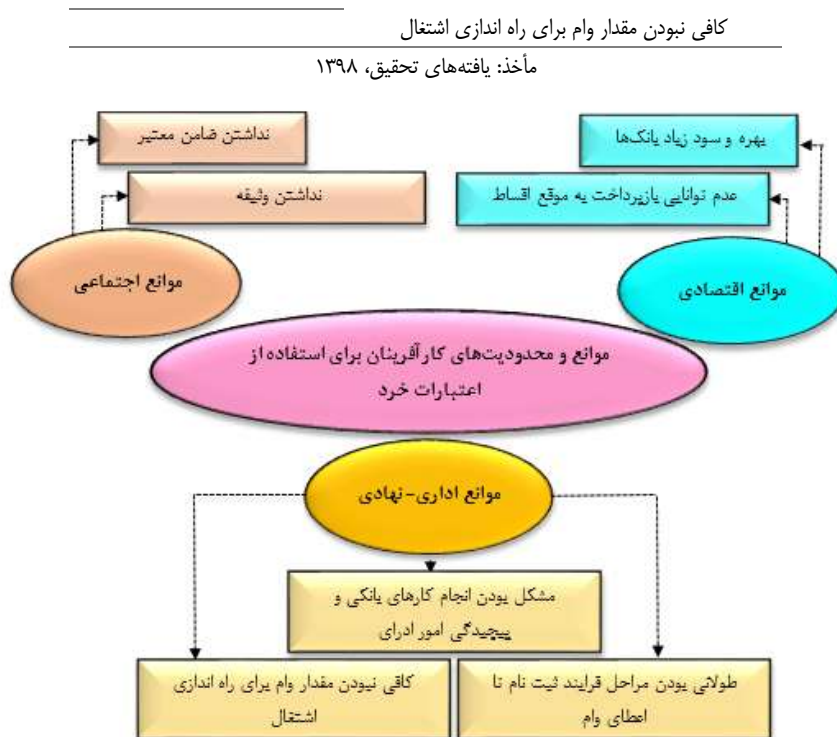 کافی نبودن مقدار وام برای راه اندازی اشتغال
مأخذ: یافته‌های تحقیق، ۱۳۹۸
بهره و سود زیاد بانک‌ها
نداشتن ضامن معتبر
عدم توانایی بازپرداخت به موقع اقساط
نداشتن وثیقه
موانع اقتصادی
موانع اجتماعی
موانع و محدودیت‌های کارآفرینان برای استفاده از
اعتبارات خرد
موانع اداری-نهادی
مشکل بودن انجام کارهای بانکی و
پیچیدگی امور ادرای
طولانی بودن مراحل فرایند ثبت نام تا
اعطای وام
کافی نبودن مقدار وام برای راه اندازی
اشتغال